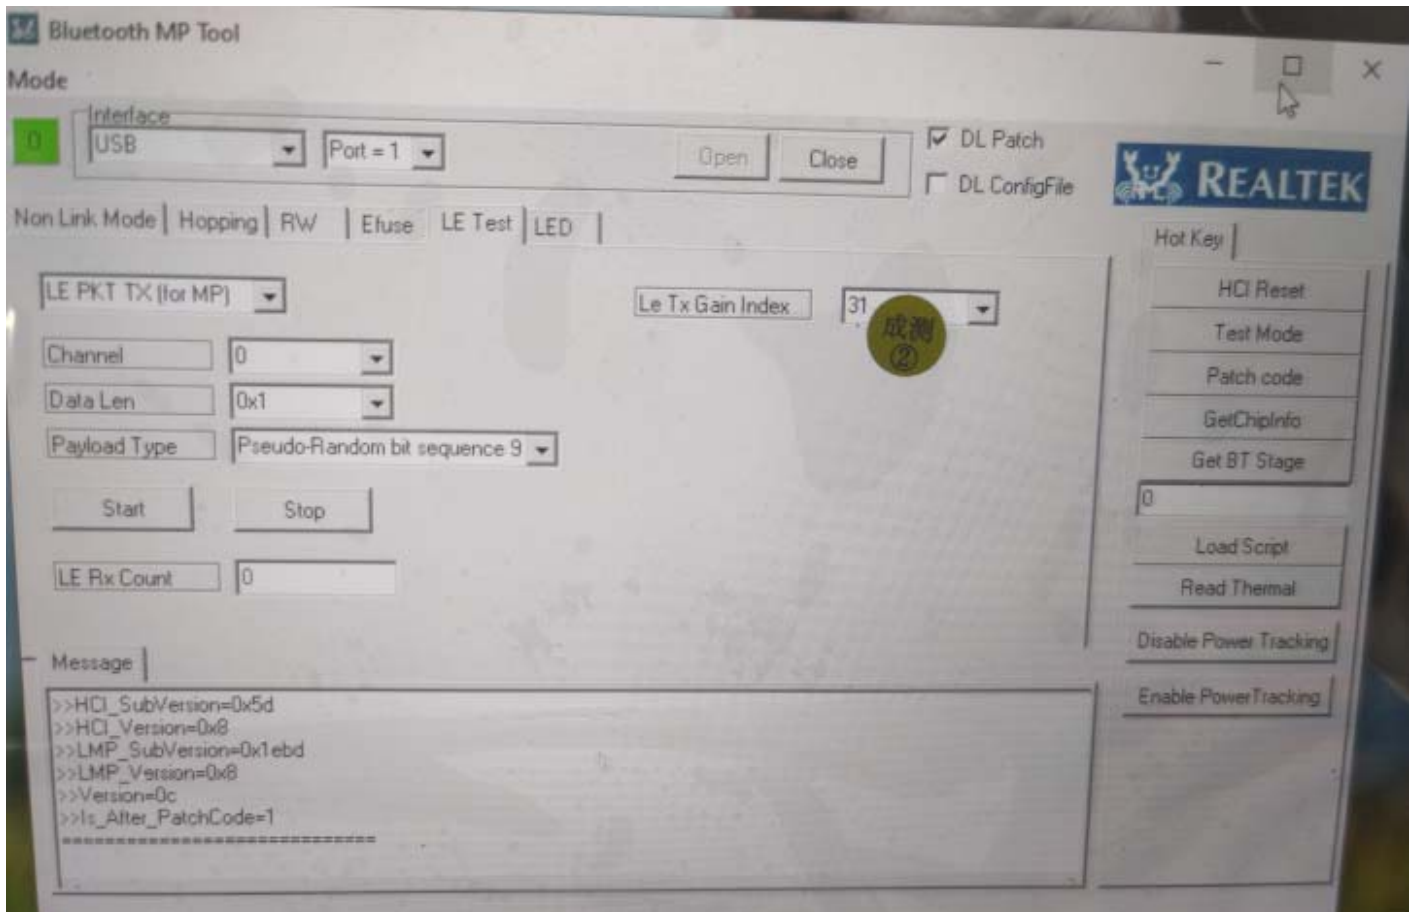 Bluetooth MP Tool
Mode
0
Interface
USB
Port = 1
Open
Close
DL Patch
DL ConfigFile
REALTEK
Non Link Mode
Hopping
RW
Efuse
LE Test
LED
Hot Key
LE PKT TX (for MP)
Le Tx Gain Index
31
成测
②
Channel
0
Data Len
0x1
Payload Type
Pseudo-Random bit sequence 9
Start
Stop
LE Rx Count
0
HCI Reset
Test Mode
Patch code
GetChipInfo
Get BT Stage
0
Load Script
Read Thermal
Disable Power Tracking
Enable PowerTracking
Message
>>HCI_SubVersion=0x5d
>>HCI_Version=0x8
>>LMP_SubVersion=0x1ebd
>>LMP_Version=0x8
>>Version=0c
>>Is_After_PatchCode=1
==============================